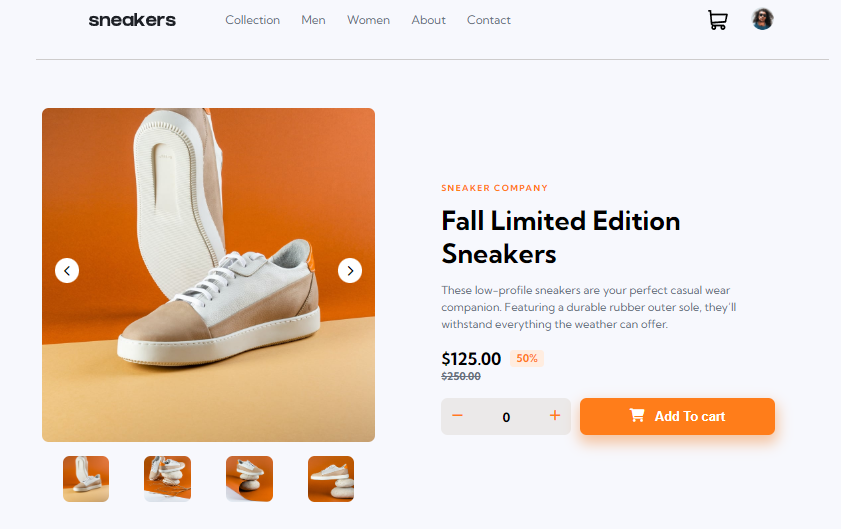 sneakers
Collection Men Women About Contact
SNEAKER COMPANY
Fall Limited Edition
Sneakers
These low-profile sneakers are your perfect casual wear
companion. Featuring a durable rubber outer sole, they'll
withstand everything the weather can offer.
$125.00 50%
$250.00
− 0 + Add To cart